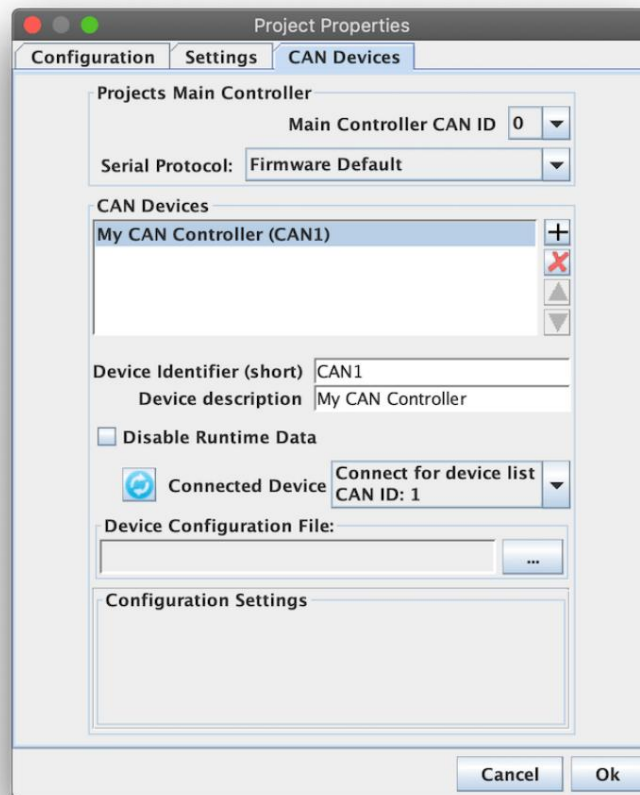 Project Properties
Configuration Settings CAN Devices
Projects Main Controller
Main Controller CAN ID 0
Serial Protocol: Firmware Default
CAN Devices
My CAN Controller (CAN1)
Device Identifier (short) CAN1
Device description My CAN Controller
Disable Runtime Data
Connected Device Connect for device list
CAN ID: 1
Device Configuration File:
...
Configuration Settings
Cancel Ok